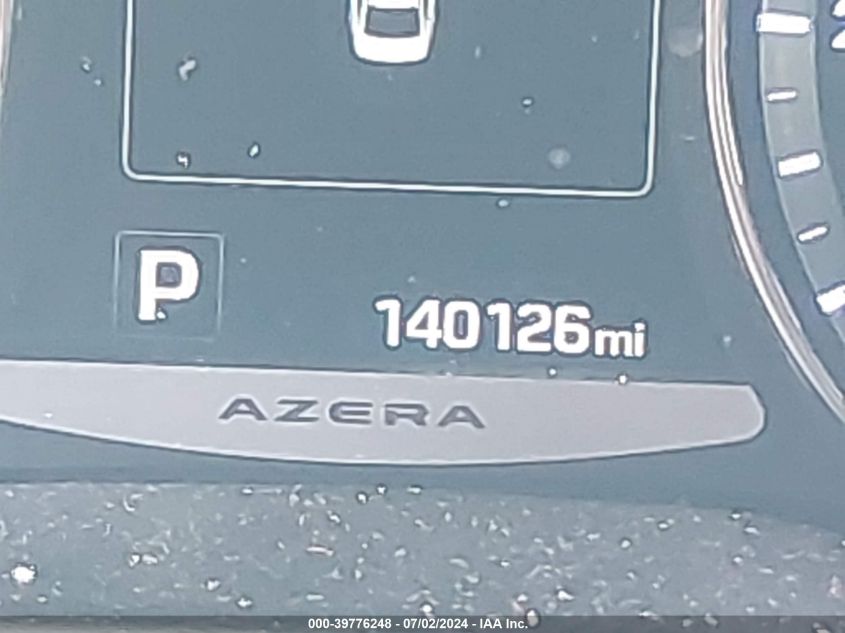 P
140126mi
AZERA
000-39776248 - 07/02/2024 - IAA Inc.